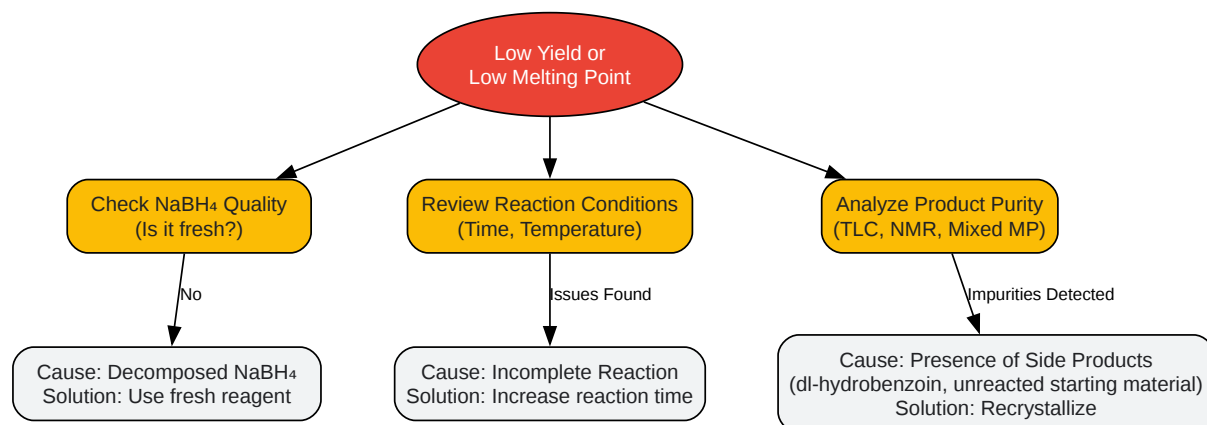 Low Yield or
Low Melting Point
Check NaBH₄ Quality
(Is it fresh?)
Review Reaction Conditions
(Time, Temperature)
Analyze Product Purity
(TLC, NMR, Mixed MP)
No
Issues Found
Impurities Detected
Cause: Decomposed NaBH₄
Solution: Use fresh reagent
Cause: Incomplete Reaction
Solution: Increase reaction time
Cause: Presence of Side Products
(dl-hydrobenzoin, unreacted starting material)
Solution: Recrystallize